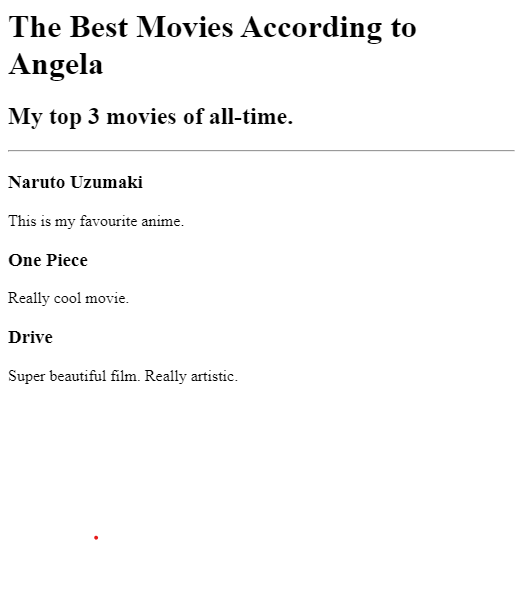 The Best Movies According to
Angela
My top 3 movies of all-time.
Naruto Uzumaki
This is my favourite anime.
One Piece
Really cool movie.
Drive
Super beautiful film. Really artistic.